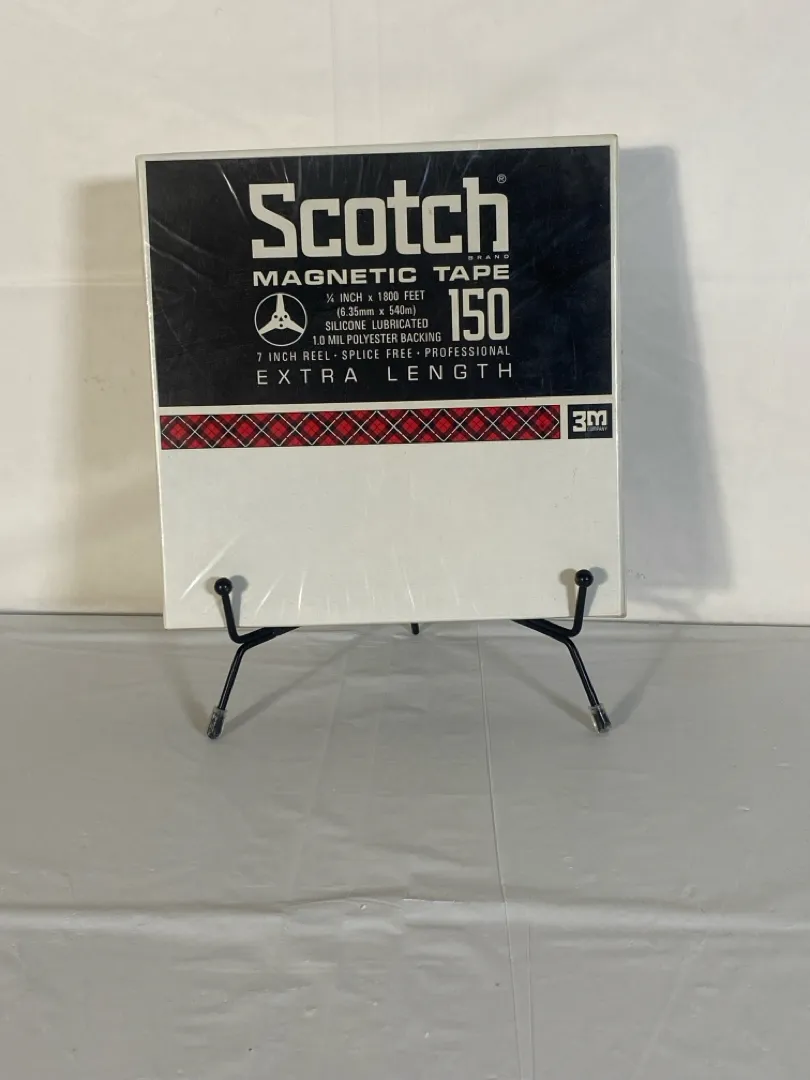 Scotch®
BRAND
MAGNETIC TAPE
¼ INCH x 1800 FEET
(6.35mm x 540m)
SILICONE LUBRICATED
1.0 MIL POLYESTER BACKING
150
7 INCH REEL · SPLICE FREE · PROFESSIONAL
EXTRA LENGTH
3M
COMPANY